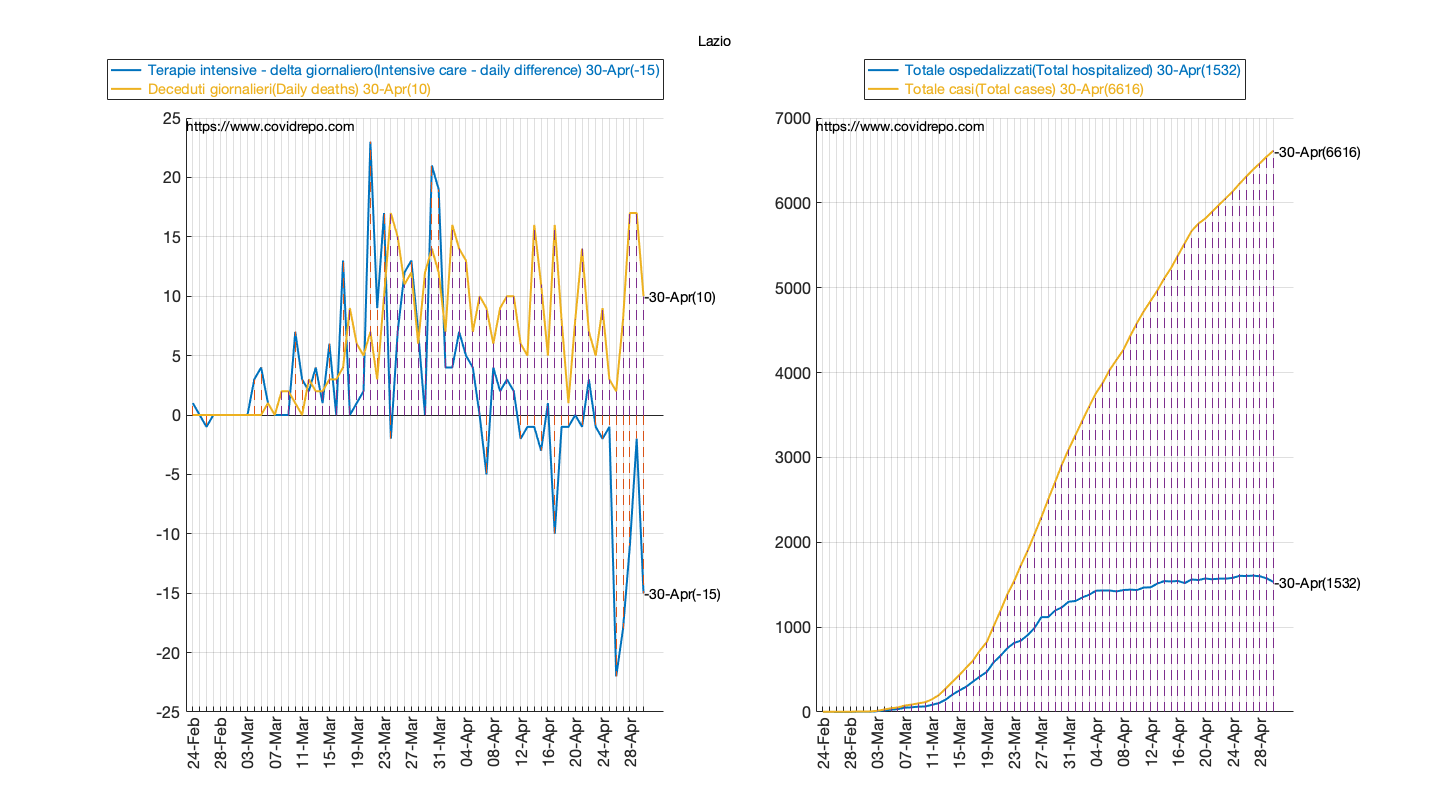 Lazio
Terapie intensive - delta giornaliero(Intensive care - daily difference) 30-Apr(-15)
Deceduti giornalieri(Daily deaths) 30-Apr(10)
25
https://www.covidrepo.com
20
15
10
5
0
-5
-10
-15
-20
-25
-30-Apr(10)
-30-Apr(-15)
24-Feb
28-Feb
03-Mar
07-Mar
11-Mar
15-Mar
19-Mar
23-Mar
27-Mar
31-Mar
04-Apr
08-Apr
12-Apr
16-Apr
20-Apr
24-Apr
28-Apr
Totale ospedalizzati(Total hospitalized) 30-Apr(1532)
Totale casi(Total cases) 30-Apr(6616)
7000
https://www.covidrepo.com
6000
5000
4000
3000
2000
1000
0
-30-Apr(6616)
-30-Apr(1532)
24-Feb
28-Feb
03-Mar
07-Mar
11-Mar
15-Mar
19-Mar
23-Mar
27-Mar
31-Mar
04-Apr
08-Apr
12-Apr
16-Apr
20-Apr
24-Apr
28-Apr